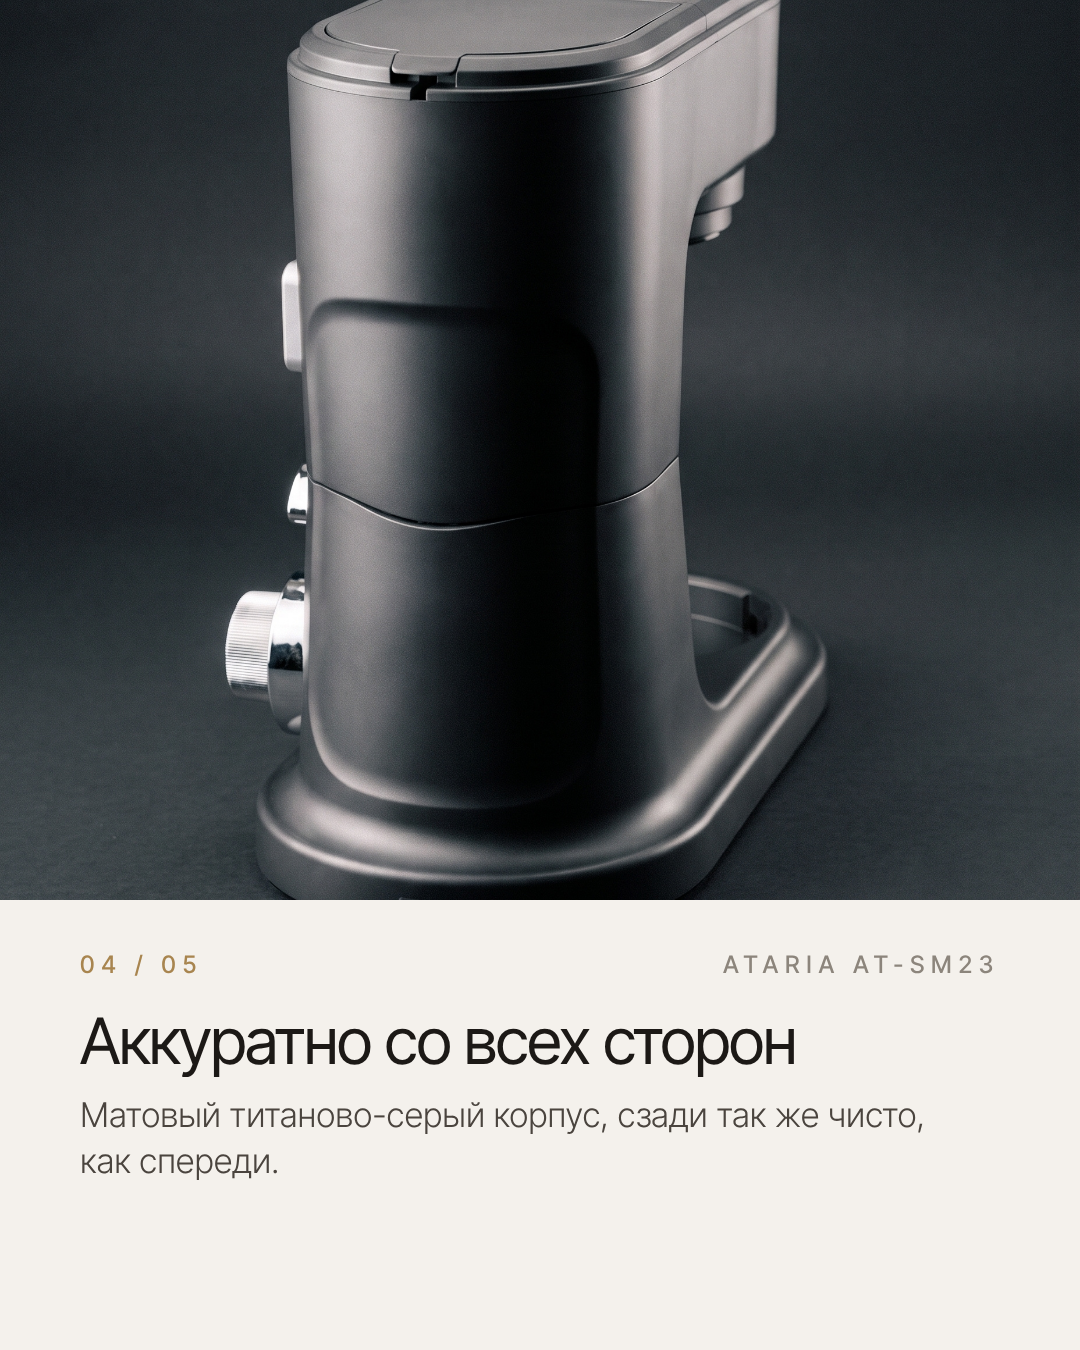 04 / 05
ATARIA AT-SM23
Аккуратно со всех сторон
Матовый титаново-серый корпус, сзади так же чисто,
как спереди.